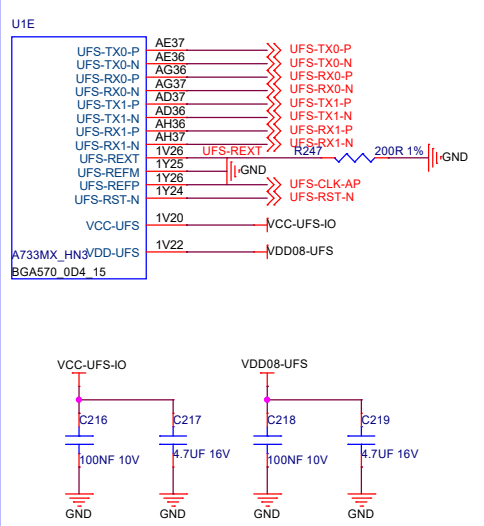 U1E
UFS-TX0-P AE37 UFS-TX0-P
UFS-TX0-N AE36 UFS-TX0-N
UFS-RX0-P AG36 UFS-RX0-P
UFS-RX0-N AG37 UFS-RX0-N
UFS-TX1-P AD37 UFS-TX1-P
UFS-TX1-N AD36 UFS-TX1-N
UFS-RX1-P AH36 UFS-RX1-P
UFS-RX1-N AH37 UFS-RX1-N
UFS-REXT 1V26 UFS-REXT R247 200R 1% GND
UFS-REFM 1Y25 GND
UFS-REFP 1Y26 UFS-CLK-AP
UFS-RST-N 1Y24 UFS-RST-N
VCC-UFS 1V20 VCC-UFS-IO
VDD-UFS 1V22 VDD08-UFS
A733MX_HN3
BGA570_0D4_15
VCC-UFS-IO VDD08-UFS
C216 C217 C218 C219
100NF 10V 4.7UF 16V 100NF 10V 4.7UF 16V
GND GND GND GND